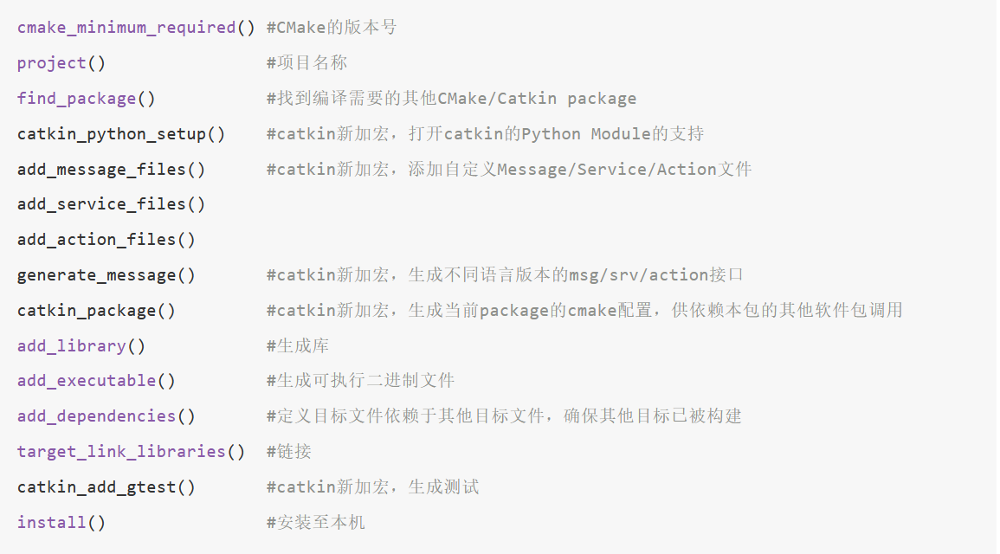 cmake_minimum_required() #CMake的版本号
project() #项目名称
find_package() #找到编译需要的其他CMake/Catkin package
catkin_python_setup() #catkin新加宏，打开catkin的Python Module的支持
add_message_files() #catkin新加宏，添加自定义Message/Service/Action文件
add_service_files()
add_action_files()
generate_message() #catkin新加宏，生成不同语言版本的msg/srv/action接口
catkin_package() #catkin新加宏，生成当前package的cmake配置，供依赖本包的其他软件包调用
add_library() #生成库
add_executable() #生成可执行二进制文件
add_dependencies() #定义目标文件依赖于其他目标文件，确保其他目标已被构建
target_link_libraries() #链接
catkin_add_gtest() #catkin新加宏，生成测试
install() #安装至本机